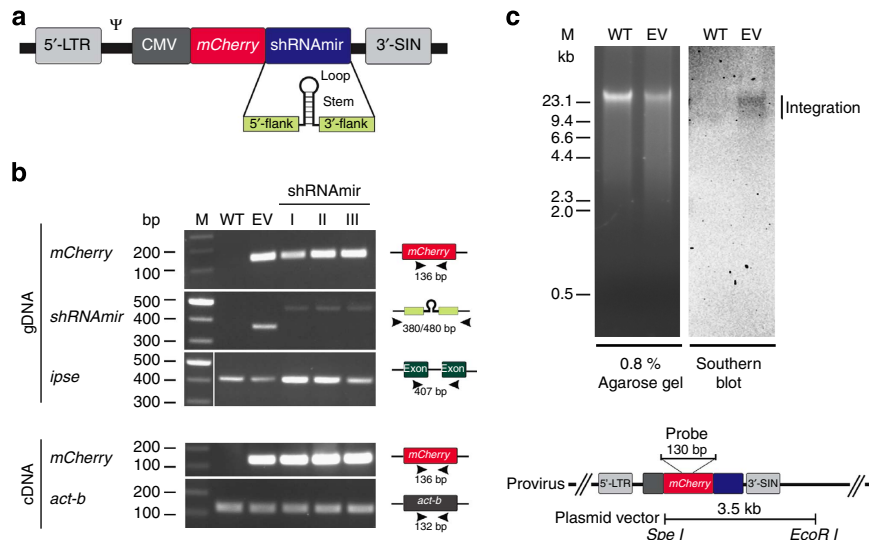 a
Ψ
5′-LTR CMV mCherry shRNAmir 3′-SIN
Loop
Stem
5′-flank 3′-flank
b
shRNAmir
bp M WT EV I II III
gDNA
mCherry
200
100
mCherry
136 bp
shRNAmir
500
400
300
Ω
380/480 bp
ipse
500
400
300
Exon Exon
407 bp
cDNA
mCherry
200
100
mCherry
136 bp
act-b
200
100
act-b
132 bp
c
M WT EV WT EV
kb
23.1
9.4
6.6
4.4
2.3
2.0
0.5
Integration
0.8 %
Agarose gel
Southern
blot
Probe
130 bp
Provirus // 5′-LTR mCherry 3′-SIN //
3.5 kb
Plasmid vector
Spe I EcoR I